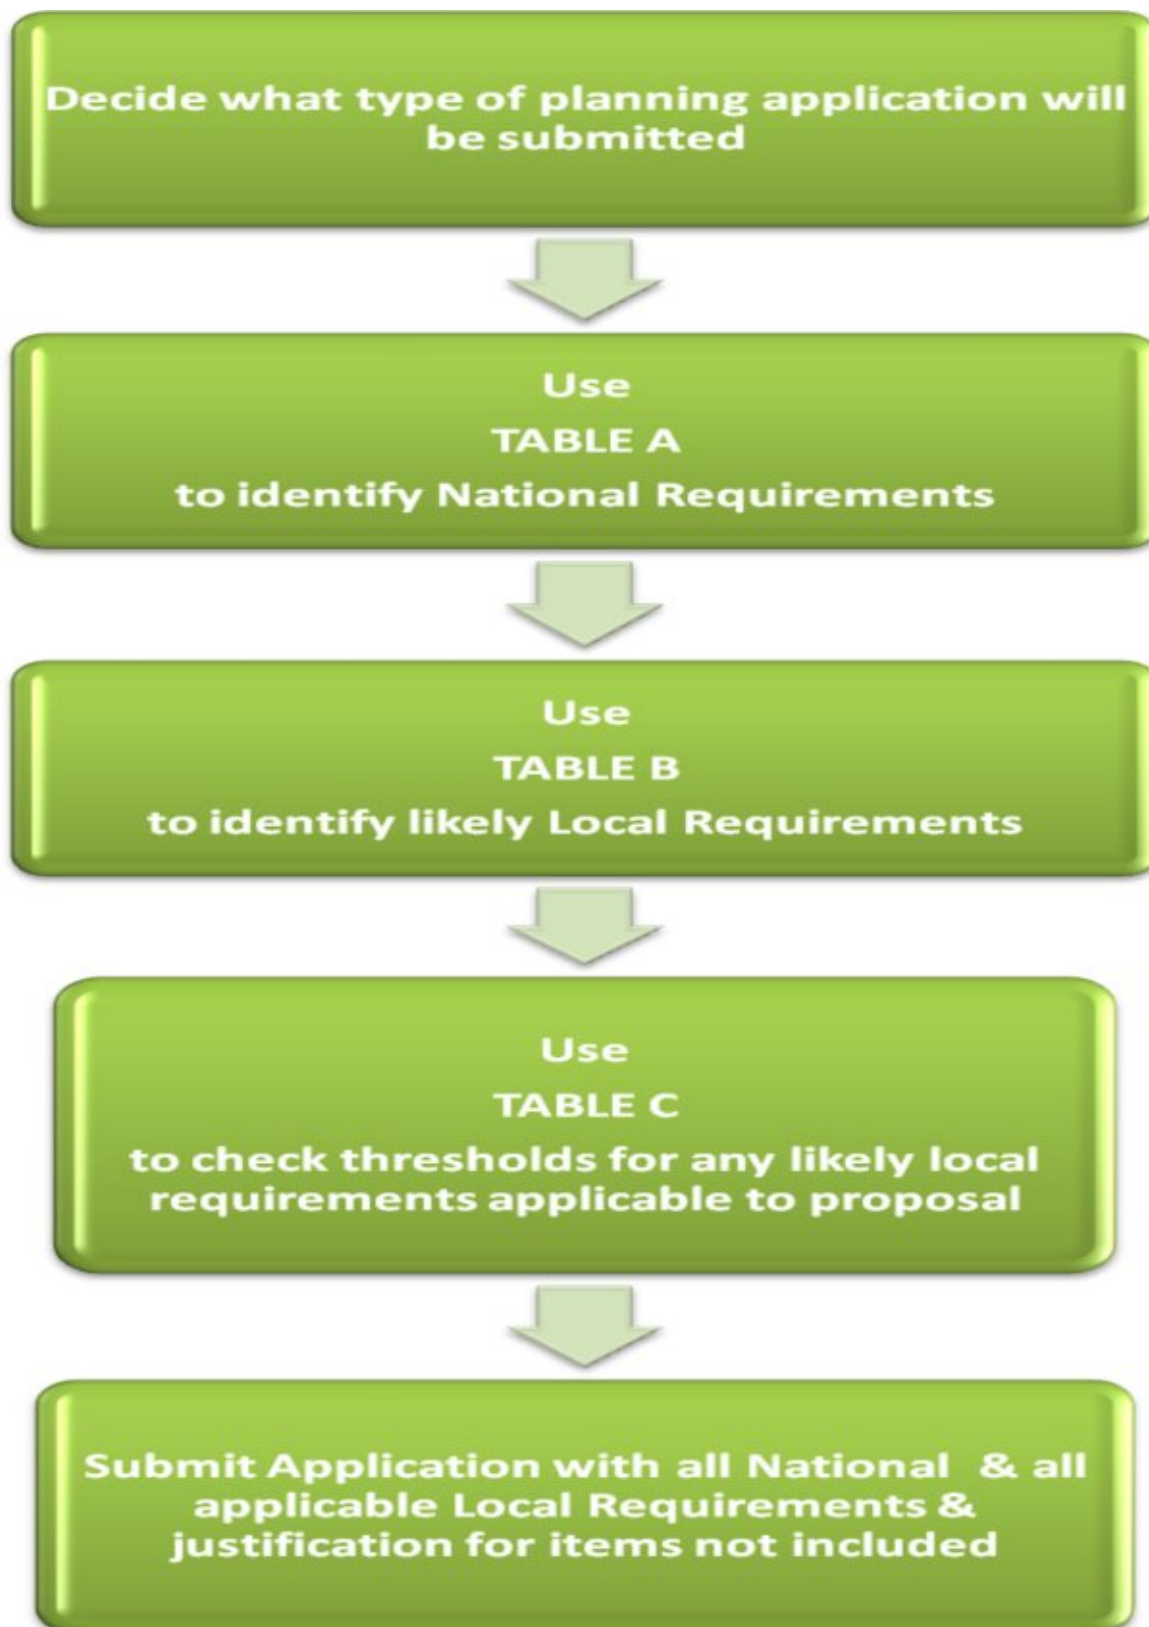 Decide what type of planning application will
be submitted
Use
TABLE A
to identify National Requirements
Use
TABLE B
to identify likely Local Requirements
Use
TABLE C
to check thresholds for any likely local
requirements applicable to proposal
Submit Application with all National & all
applicable Local Requirements &
justification for items not included